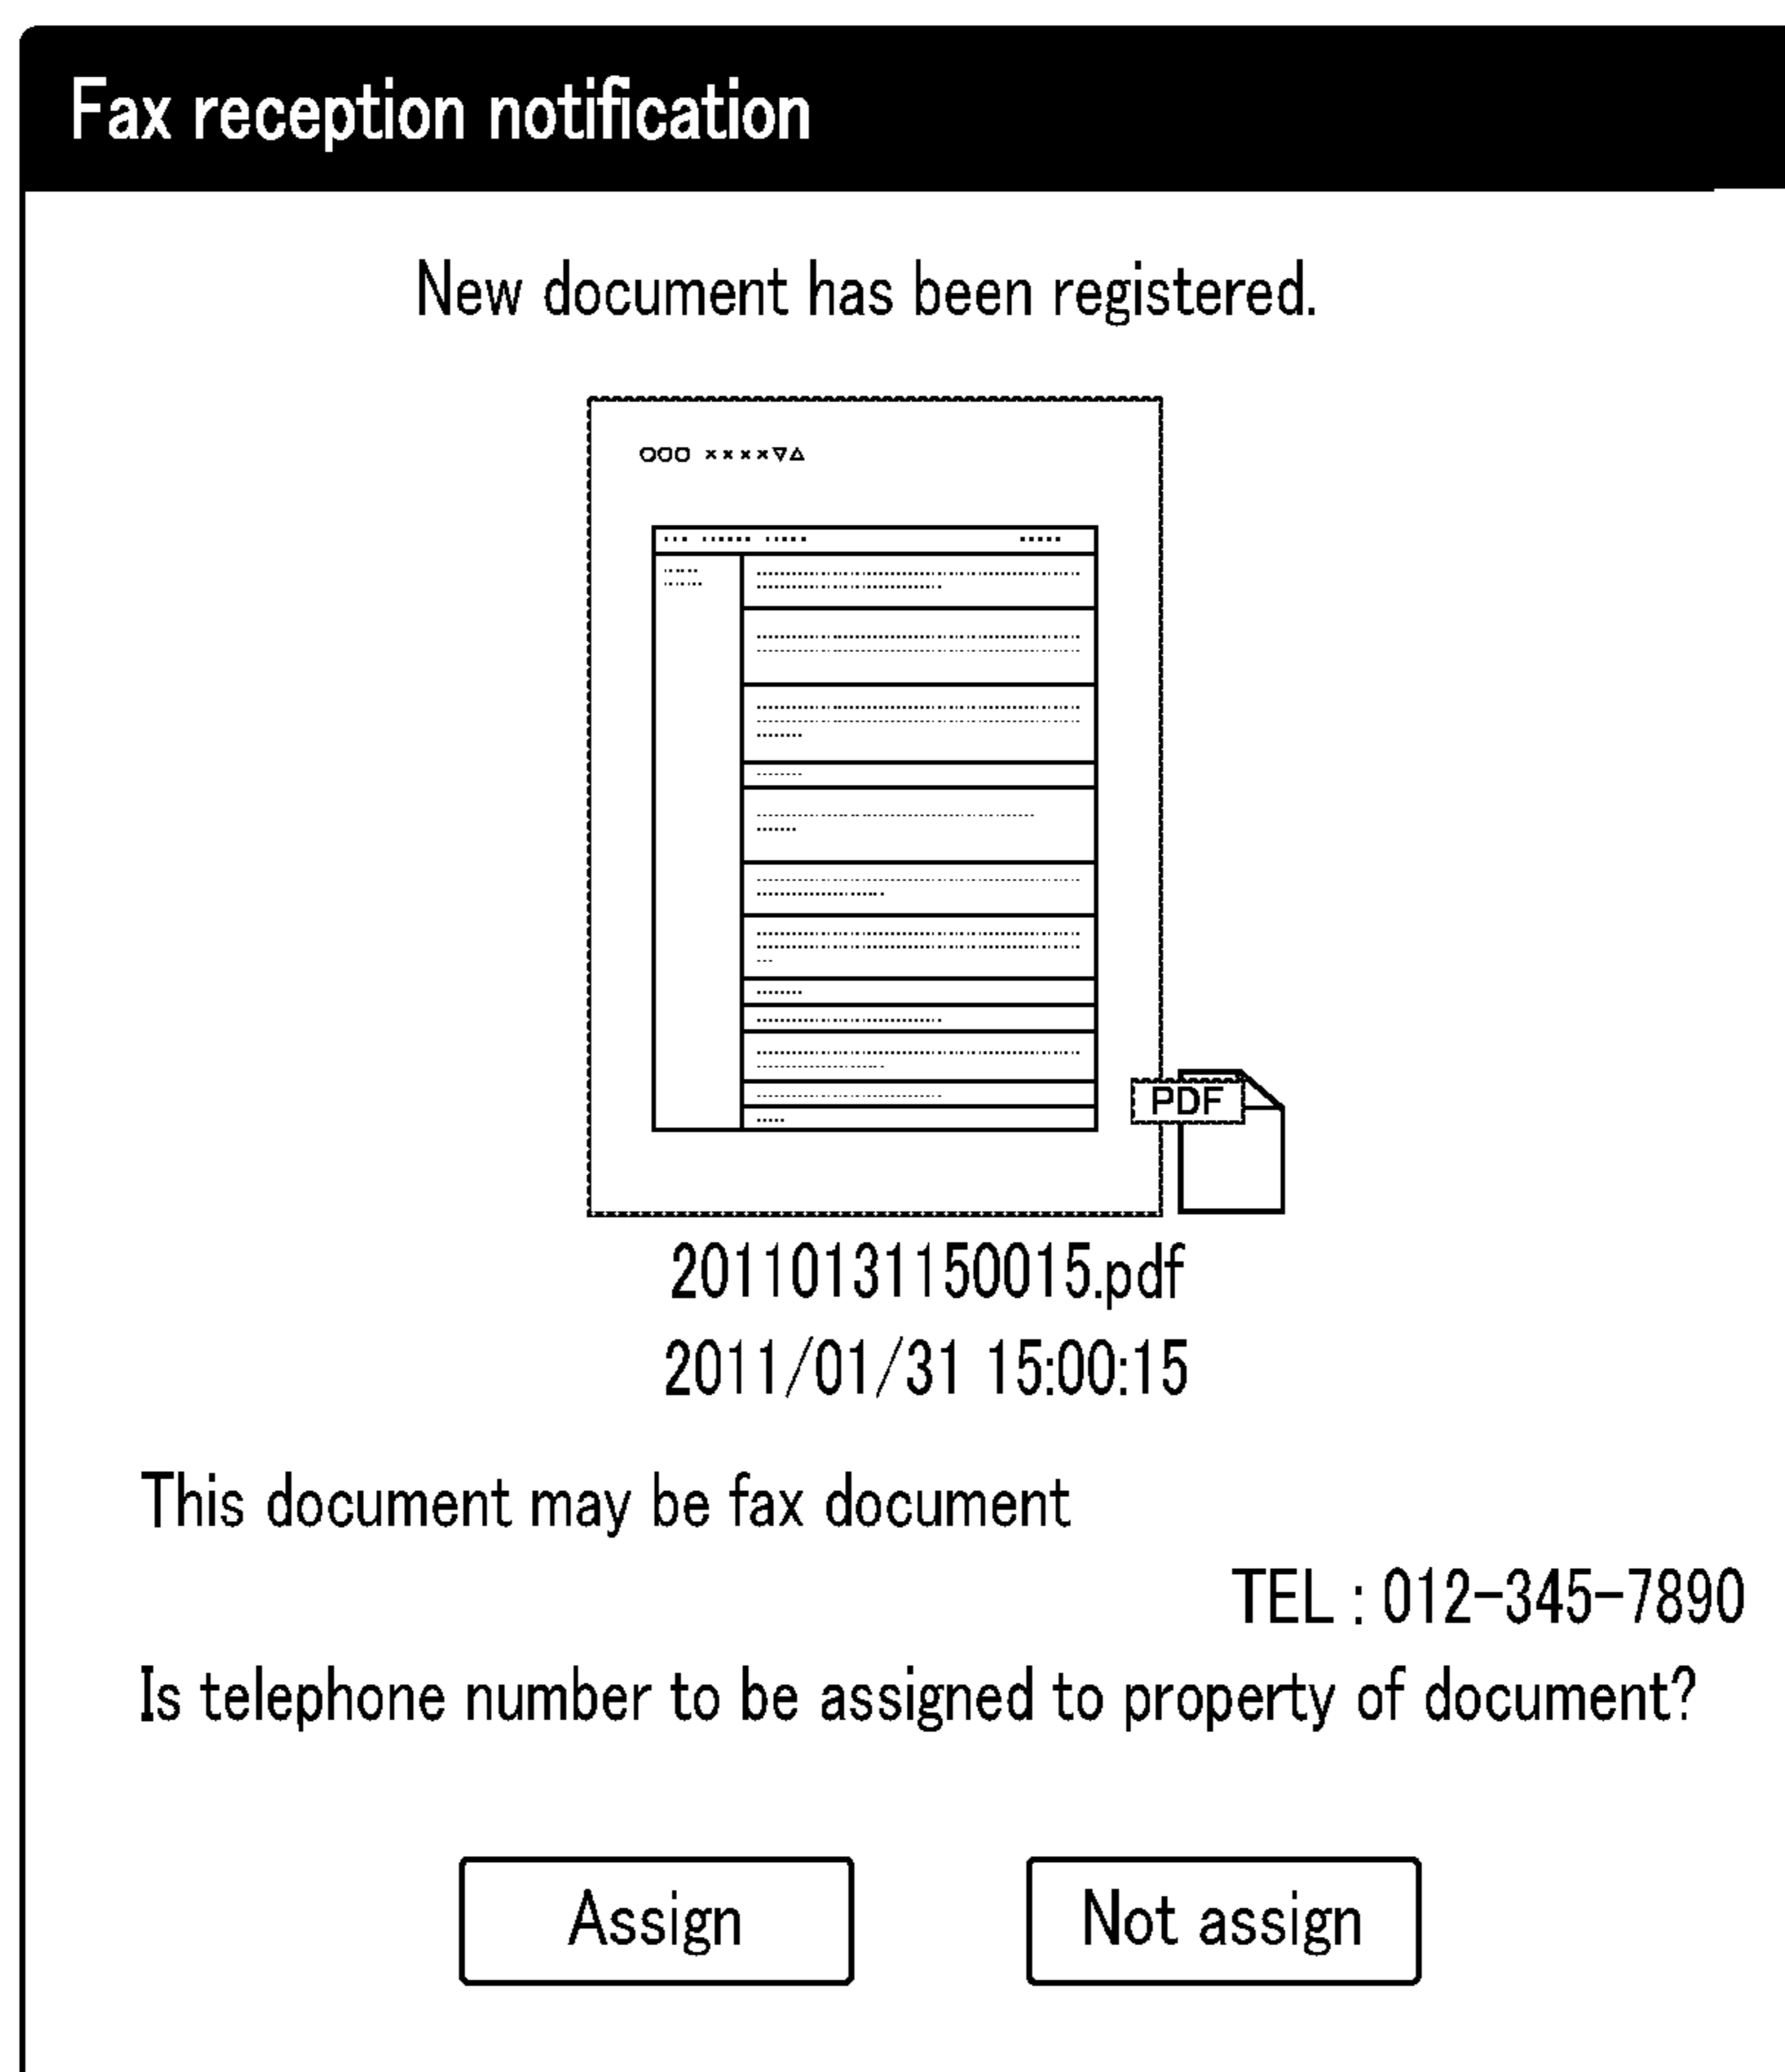 Fax reception notification
New document has been registered.
○○○ ××××▽△
PDF
20110131150015.pdf
2011/01/31 15:00:15
This document may be fax document
TEL : 012-345-7890
Is telephone number to be assigned to property of document?
Assign
Not assign